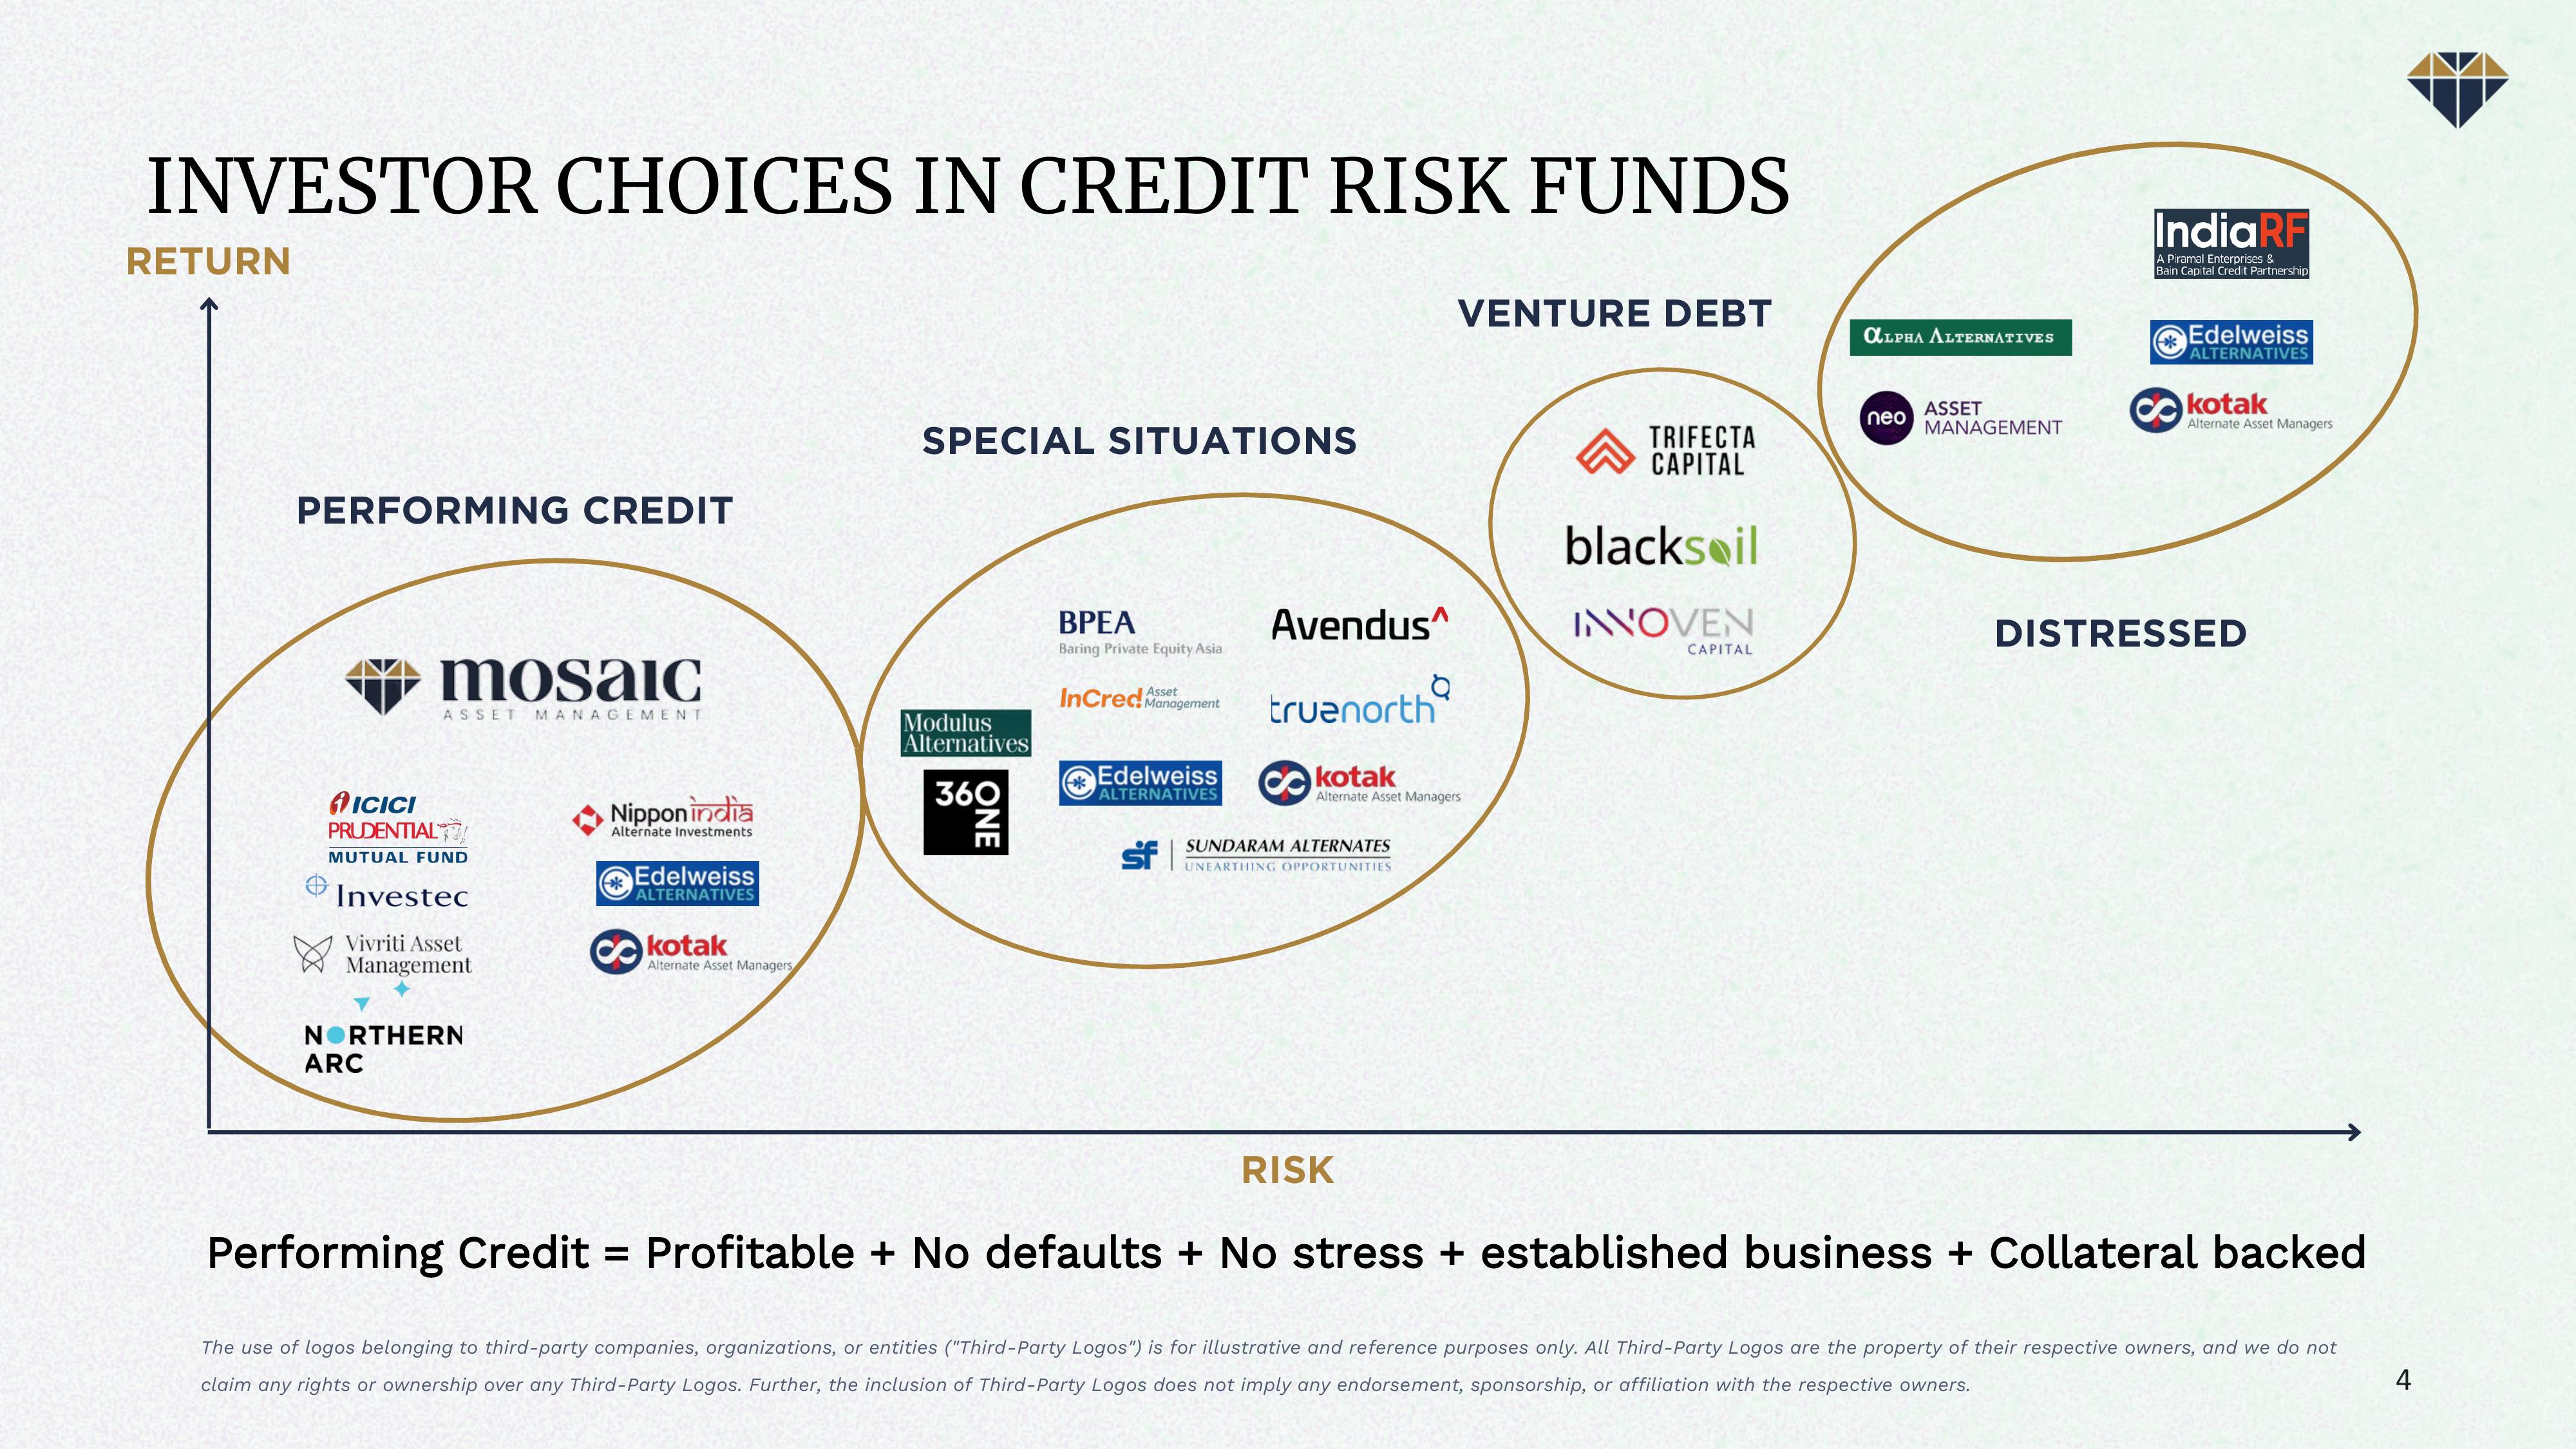 INVESTOR CHOICES IN CREDIT RISK FUNDS
RETURN
PERFORMING CREDIT
mosaic
ASSET MANAGEMENT
ICICI
PRUDENTIAL
MUTUAL FUND
Investec
Vivriti Asset
Management
NORTHERN
ARC
Nippon india
Alternate Investments
Edelweiss
ALTERNATIVES
kotak
Alternate Asset Managers
SPECIAL SITUATIONS
Modulus
Alternatives
360
ONE
BPEA
Baring Private Equity Asia
InCred Asset
Management
Edelweiss
ALTERNATIVES
Avendus
truenorth
kotak
Alternate Asset Managers
sf
SUNDARAM ALTERNATES
UNEARTHING OPPORTUNITIES
VENTURE DEBT
TRIFECTA
CAPITAL
blacksoil
INNOVEN
CAPITAL
IndiaRF
A Piramal Enterprises &
Bain Capital Credit Partnership
αLPHA ALTERNATIVES
Edelweiss
ALTERNATIVES
neo ASSET
MANAGEMENT
kotak
Alternate Asset Managers
DISTRESSED
RISK
Performing Credit = Profitable + No defaults + No stress + established business + Collateral backed
The use of logos belonging to third-party companies, organizations, or entities ("Third-Party Logos") is for illustrative and reference purposes only. All Third-Party Logos are the property of their respective owners, and we do not
claim any rights or ownership over any Third-Party Logos. Further, the inclusion of Third-Party Logos does not imply any endorsement, sponsorship, or affiliation with the respective owners.
4